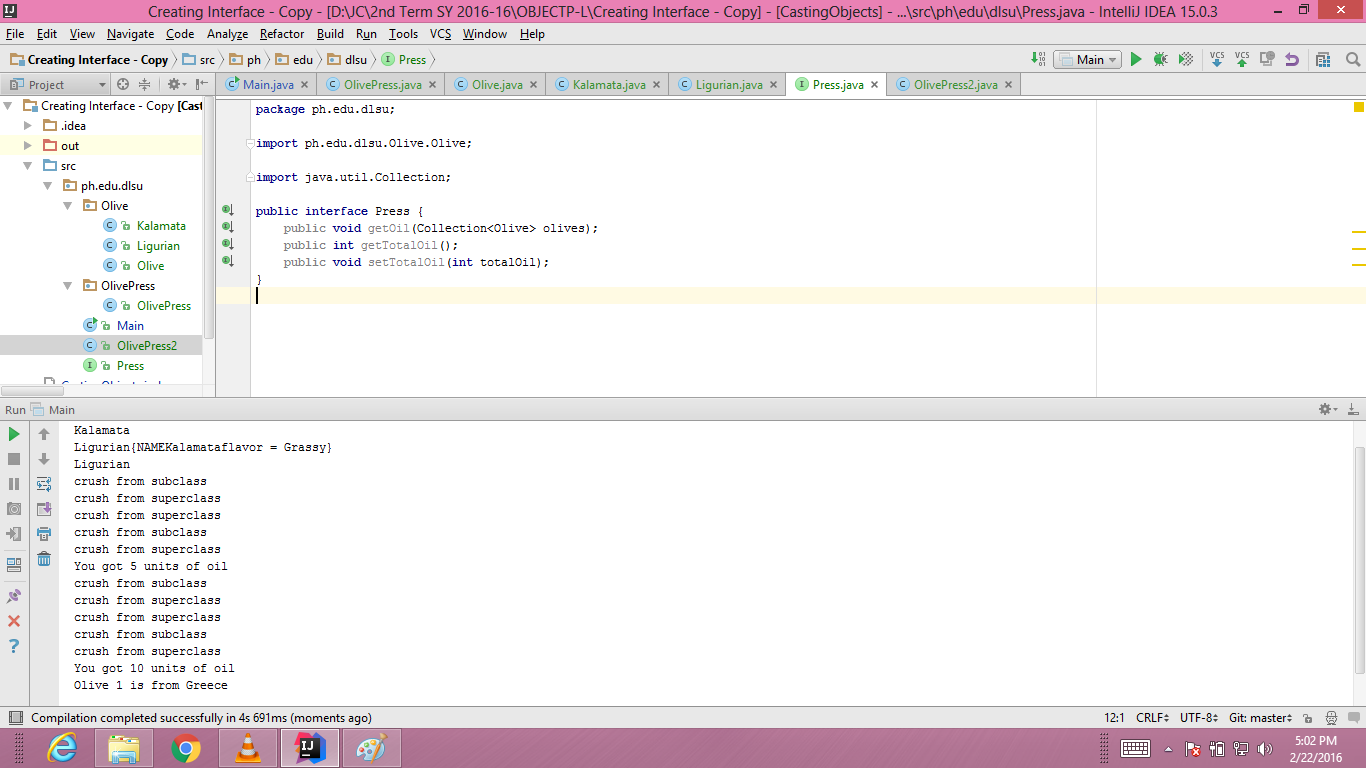 Creating Interface - Copy - [D:\JC\2nd Term SY 2016-16\OBJECTP-L\Creating Interface - Copy] - [CastingObjects] - ...\src\ph\edu\dlsu\Press.java - IntelliJ IDEA 15.0.3
File Edit View Navigate Code Analyze Refactor Build Run Tools VCS Window Help
Creating Interface - Copy src ph edu dlsu Press Main VCS VCS
Project Main.java OlivePress.java Olive.java Kalamata.java Ligurian.java Press.java OlivePress2.java
Creating Interface - Copy [Cast
.idea
out
src
ph.edu.dlsu
Olive
Kalamata
Ligurian
Olive
OlivePress
OlivePress
Main
OlivePress2
Press
package ph.edu.dlsu;
import ph.edu.dlsu.Olive.Olive;
import java.util.Collection;
public interface Press {
public void getOil(Collection<Olive> olives);
public int getTotalOil();
public void setTotalOil(int totalOil);
}
Run Main
Kalamata
Ligurian{NAMEKalamataflavor = Grassy}
Ligurian
crush from subclass
crush from superclass
crush from superclass
crush from subclass
crush from superclass
You got 5 units of oil
crush from subclass
crush from superclass
crush from superclass
crush from subclass
crush from superclass
You got 10 units of oil
Olive 1 is from Greece
Compilation completed successfully in 4s 691ms (moments ago) 12:1 CRLF UTF-8 Git: master
5:02 PM
2/22/2016